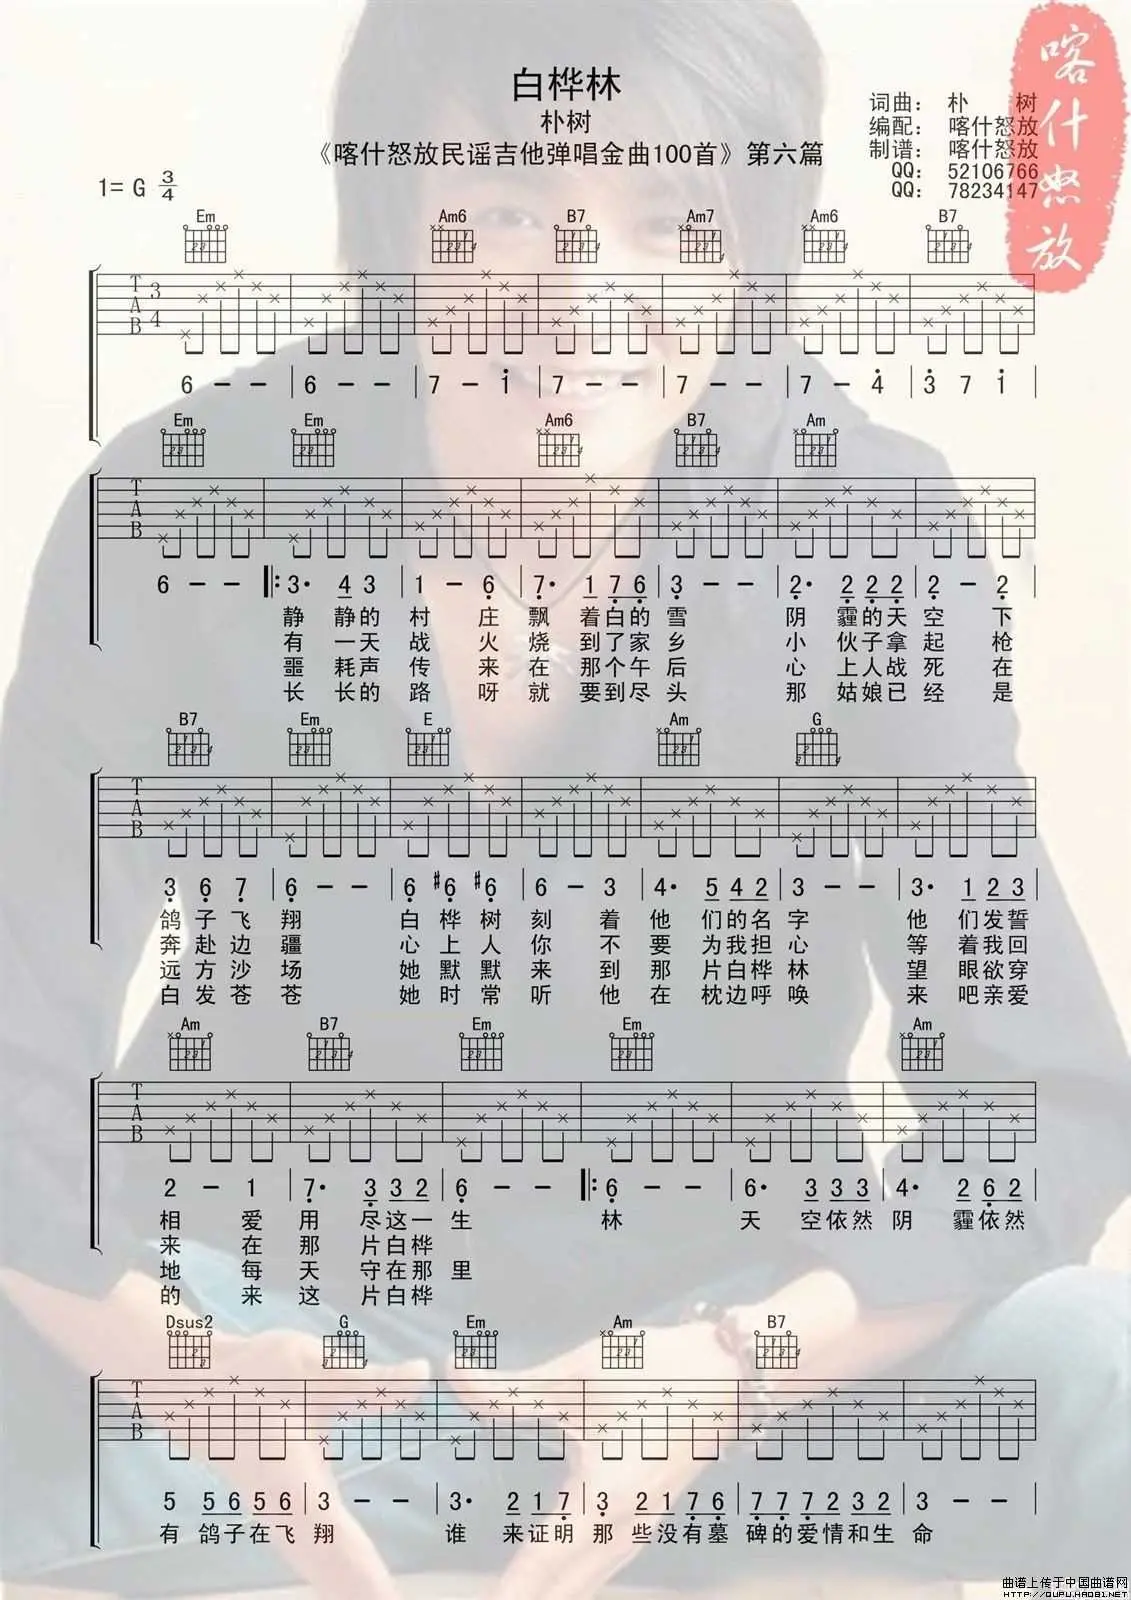 白桦林
朴树
《喀什怒放民谣吉他弹唱金曲100首》第六篇
词曲： 朴 树
编配： 喀什怒放
制谱： 喀什怒放
QQ： 52106766
QQ： 78234147
喀什怒放
1= G 3/4
Em Am6 B7 Am7 Am6 B7
T A B 3 4
6 - - | 6 - - | 7 - i | 7 - - | 7 - - | 7 - 4 | 3 7 i |
Em Em Am6 B7 Am
T A B
6 - - ‖: 3· 4 3 | 1 - 6 | 7· 1 7 6 | 3 - - | 2· 2 2 2 | 2 - 2 |
静 静的 村 庄 飘 着白的 雪 阴 霾的天 空 下
有 一天 战 火 烧 到了家 乡 小 伙子拿 起 枪
噩 耗声 传 来 在 那个午 后 心 上人战 死 在
长 长的 路 呀 就 要到尽 头 那 姑娘已 经 是
B7 Em E Am G
T A B
3 6 7 | 6 - - | 6 #6 #6 | 6 - 3 | 4· 5 4 2 | 3 - - | 3· 1 2 3 |
鸽 子 飞 翔 白 桦 树 刻 着 他 们的名 字 他 们发誓
奔 赴 边 疆 心 上 人 你 不 要 为我担 心 等 着我回
远 方 沙 场 她 默 默 来 到 那 片白桦 林 望 眼欲穿
白 发 苍 苍 她 时 常 听 他 在 枕边呼 唤 来 吧亲爱
Am B7 Em Em Am
T A B
2 - 1 | 7· 3 3 2 | 6 - - :‖: 6 - - | 6· 3 3 3 | 4· 2 6 2 |
相 爱 用 尽这一 生 林 天 空依然 阴 霾依然
来 在 那 片白桦
地 每 天 守在那 里
的 来 这 片白桦
Dsus2 G Em Am B7
T A B
5 5 6 5 6 | 3 - - | 3· 2 1 7 | 3 2 1 7 6 | 7 7 7 2 3 2 | 3 - - |
有 鸽子在飞 翔 谁 来证明 那 些没有墓 碑的爱情和生 命
曲谱上传于中国曲谱网
HTTP://QUPU.HAO81.NET